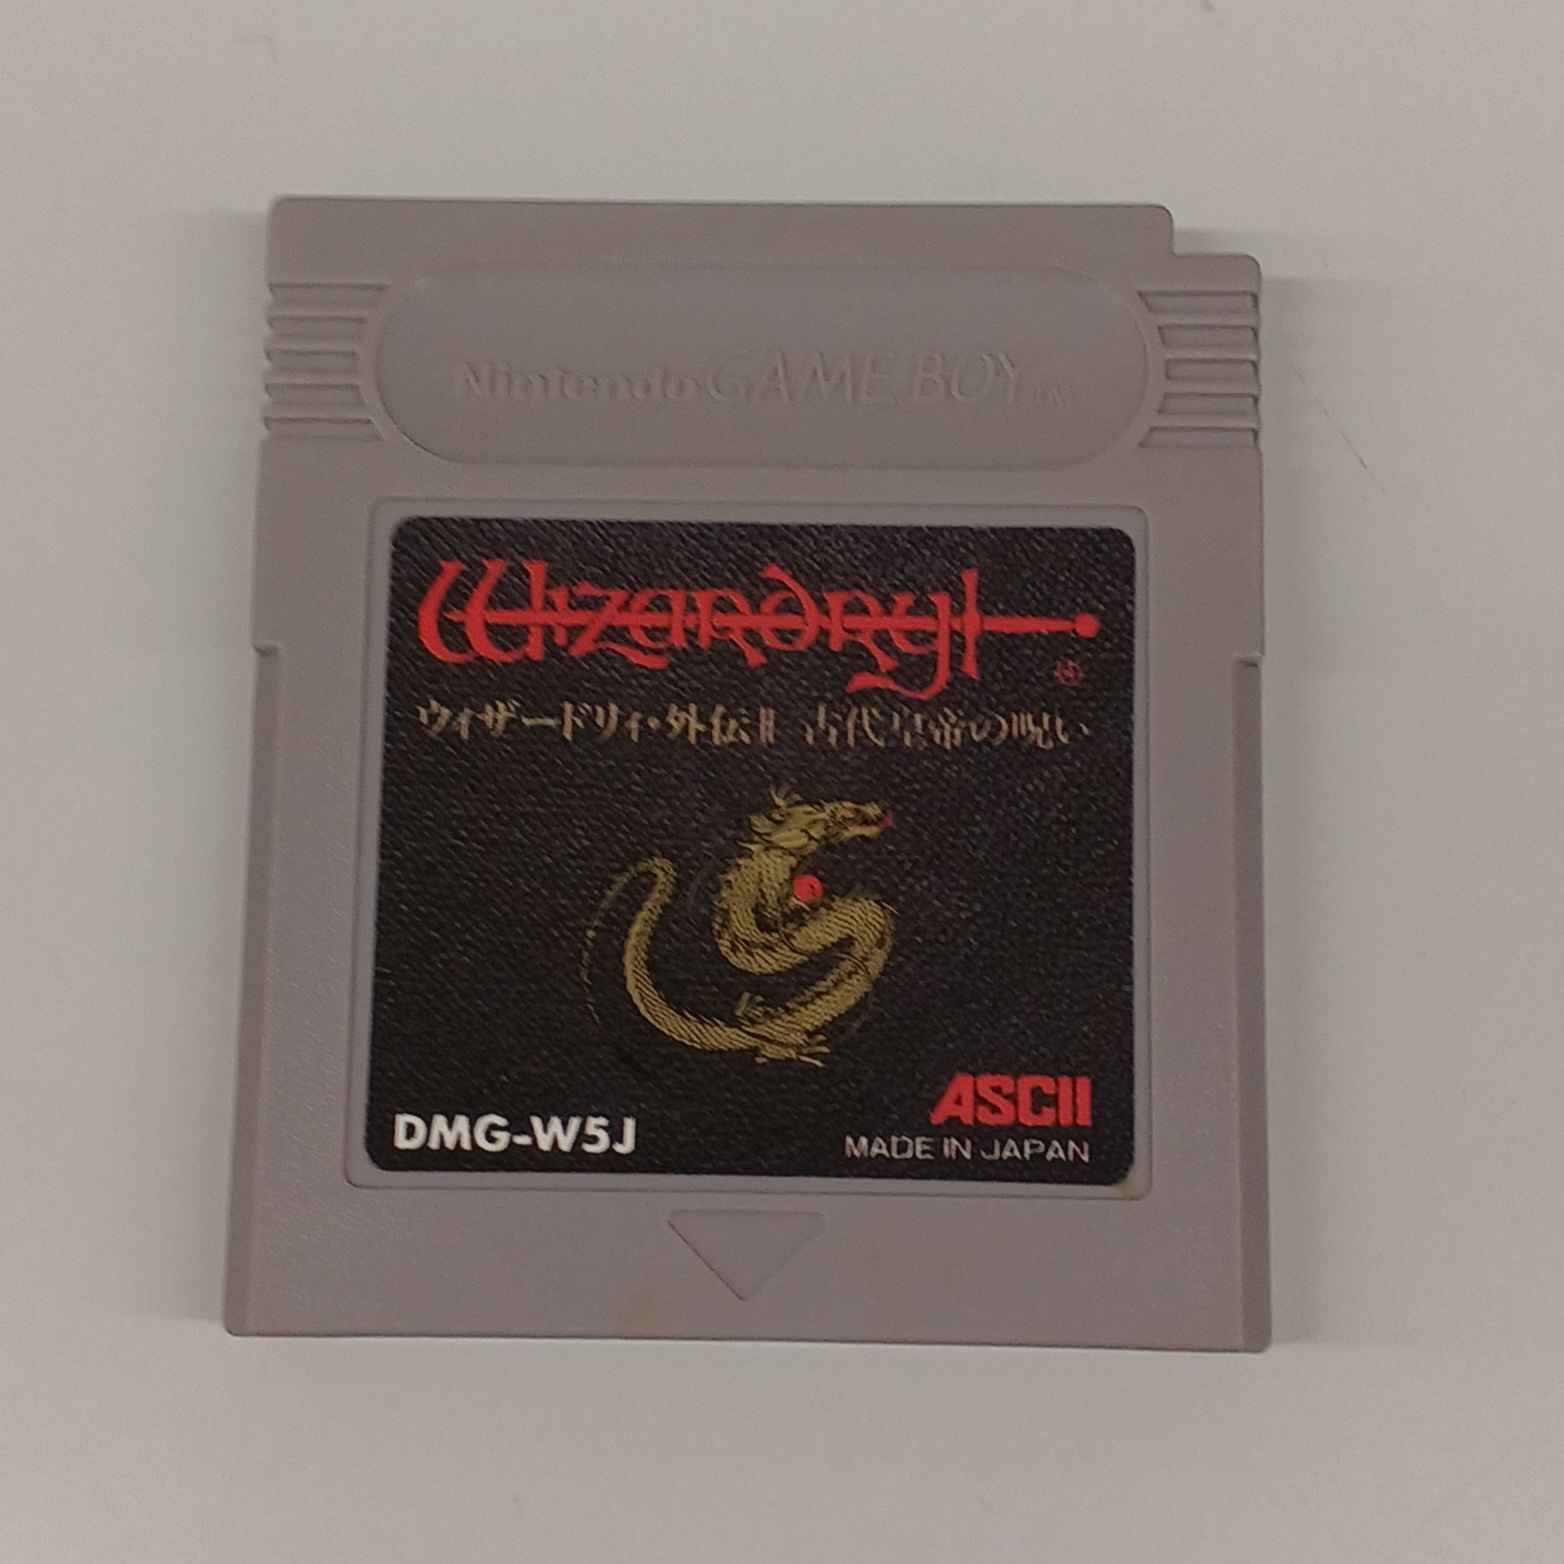 Nintendo GAME BOY TM
Wizardry
®
ウィザードリィ・外伝II 古代皇帝の呪い
ASCII
DMG-W5J
MADE IN JAPAN